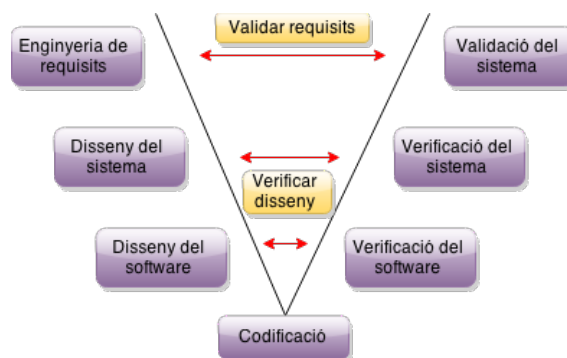 Validar requisits
Enginyeria de
requisits
Validació del
sistema
Disseny del
sistema
Verificació del
sistema
Verificar
disseny
Disseny del
software
Verificació del
software
Codificació